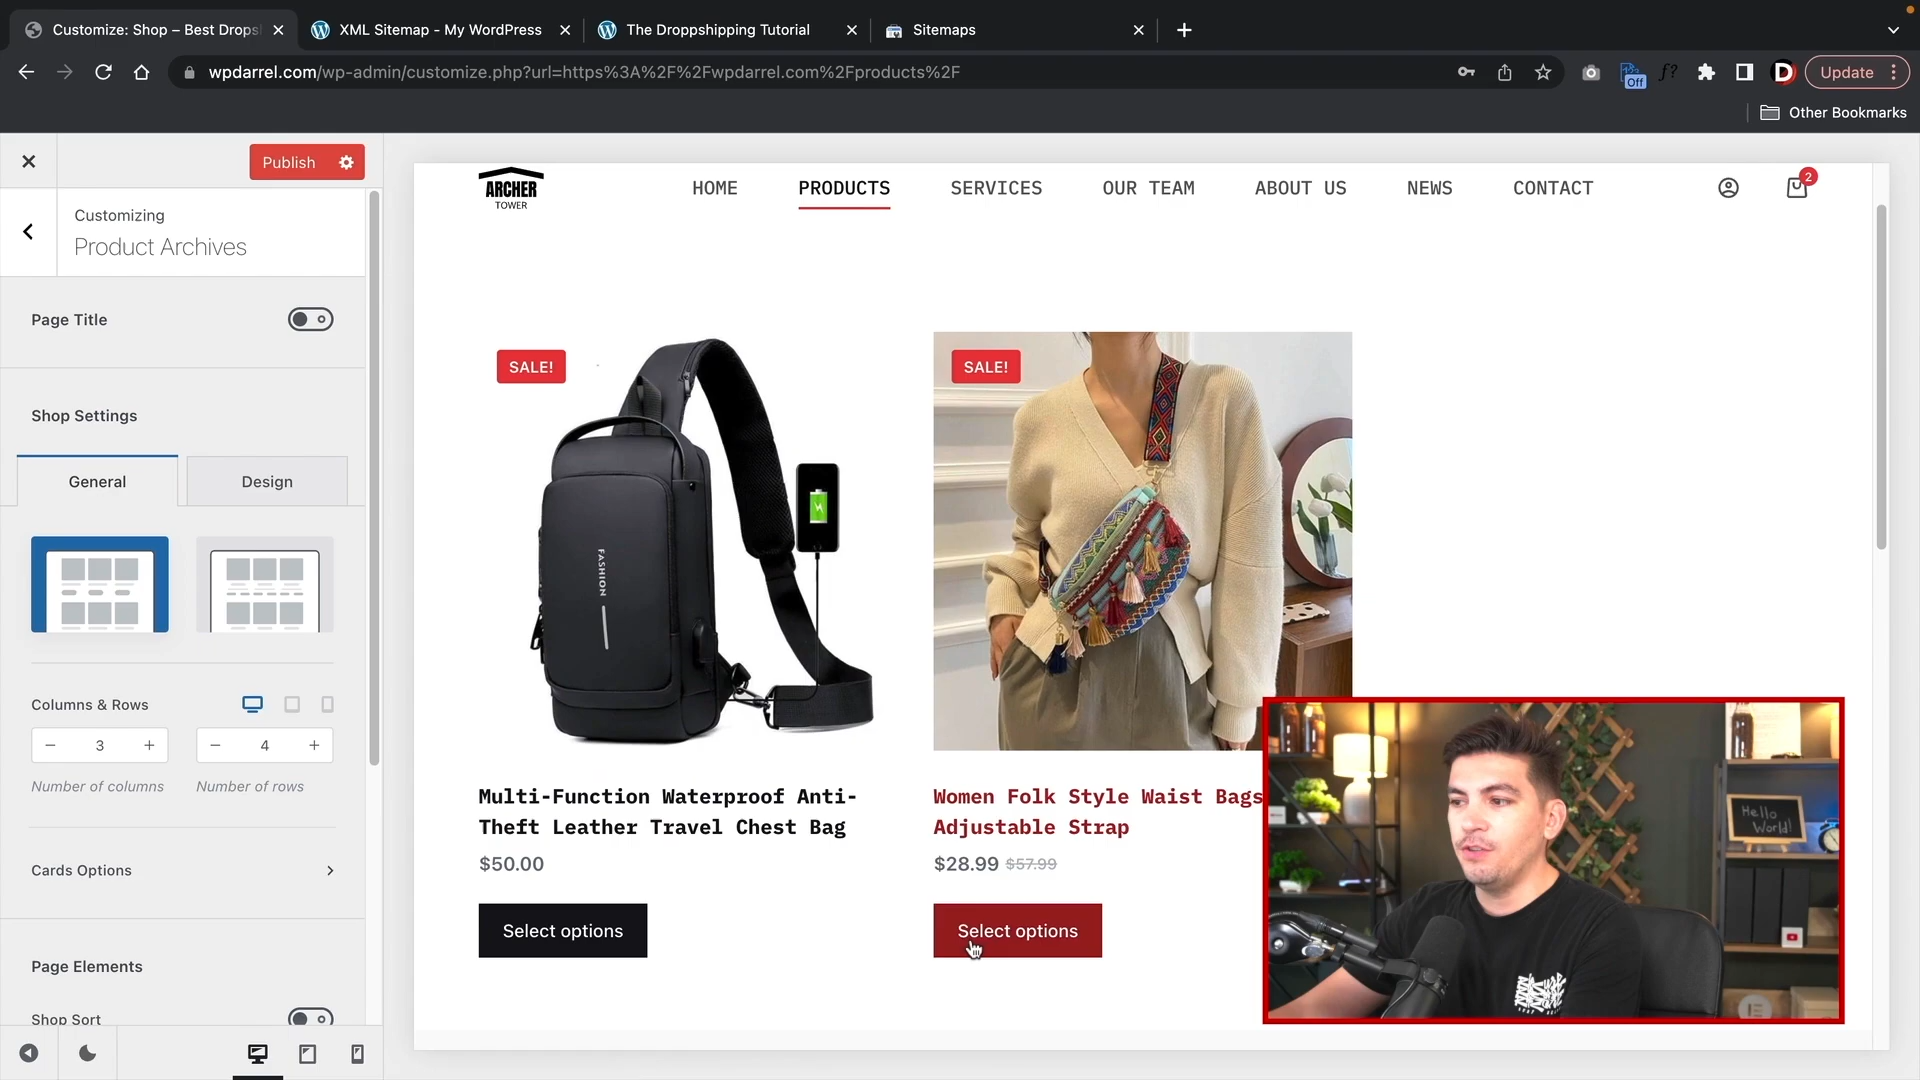 Customize: Shop – Best Drops
XML Sitemap - My WordPress
The Droppshipping Tutorial
Sitemaps
wpdarrel.com/wp-admin/customize.php?url=https%3A%2F%2Fwpdarrel.com%2Fproducts%2F
Off
f?
D
Update
Other Bookmarks
Publish
Customizing
Product Archives
Page Title
Shop Settings
General
Design
Columns & Rows
3
4
Number of columns
Number of rows
Cards Options
Page Elements
Shop Sort
ARCHER
TOWER
HOME
PRODUCTS
SERVICES
OUR TEAM
ABOUT US
NEWS
CONTACT
2
SALE!
FASHION
SALE!
Multi-Function Waterproof Anti-
Theft Leather Travel Chest Bag
$50.00
Select options
Women Folk Style Waist Bags
Adjustable Strap
$28.99 $57.99
Select options
Hello
World!